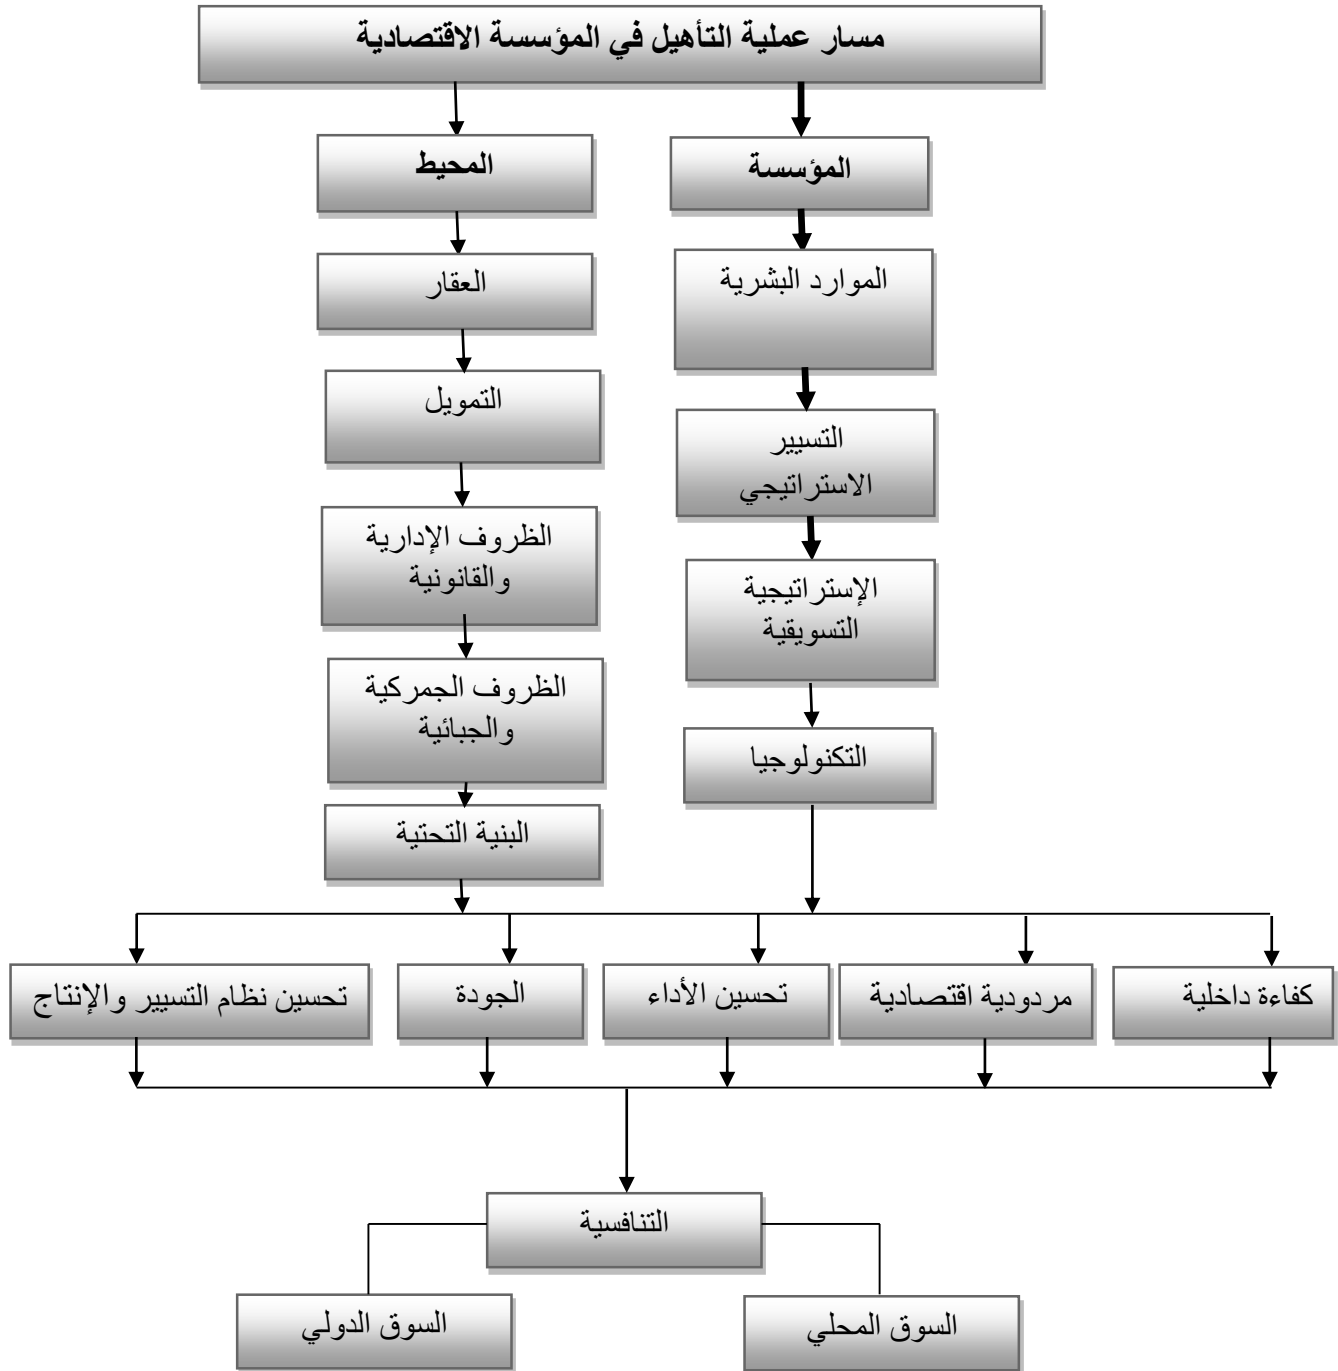 مسار عملية التأهيل في المؤسسة الاقتصادية
المؤسسة
المحيط
الموارد البشرية
العقار
التسيير
الاستراتيجي
التمويل
الإستراتيجية
التسويقية
الظروف الإدارية
والقانونية
التكنولوجيا
الظروف الجمركية
والجبائية
البنية التحتية
كفاءة داخلية
مردودية اقتصادية
تحسين الأداء
الجودة
تحسين نظام التسيير والإنتاج
التنافسية
السوق المحلي
السوق الدولي